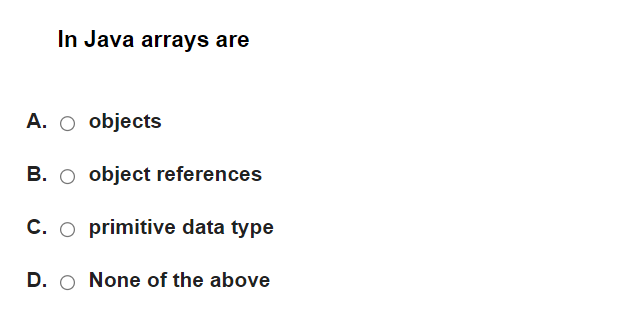 In Java arrays are
A. objects
B. object references
C. primitive data type
D. None of the above